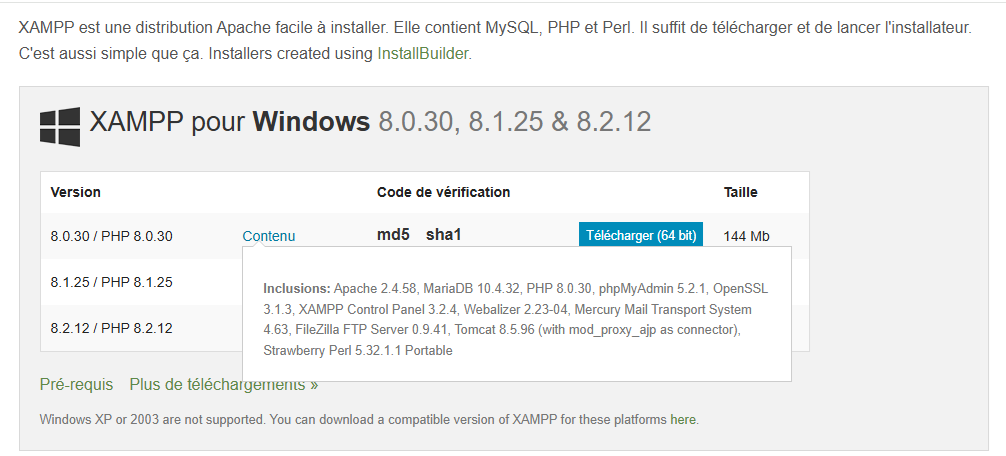 XAMPP est une distribution Apache facile à installer. Elle contient MySQL, PHP et Perl. Il suffit de télécharger et de lancer l'installateur.
C'est aussi simple que ça. Installers created using InstallBuilder.
XAMPP pour Windows 8.0.30, 8.1.25 & 8.2.12
Version Code de vérification Taille
8.0.30 / PHP 8.0.30 Contenu md5 sha1 Télécharger (64 bit) 144 Mb
8.1.25 / PHP 8.1.25
8.2.12 / PHP 8.2.12
Inclusions: Apache 2.4.58, MariaDB 10.4.32, PHP 8.0.30, phpMyAdmin 5.2.1, OpenSSL
3.1.3, XAMPP Control Panel 3.2.4, Webalizer 2.23-04, Mercury Mail Transport System
4.63, FileZilla FTP Server 0.9.41, Tomcat 8.5.96 (with mod_proxy_ajp as connector),
Strawberry Perl 5.32.1.1 Portable
Pré-requis Plus de téléchargements »
Windows XP or 2003 are not supported. You can download a compatible version of XAMPP for these platforms here.